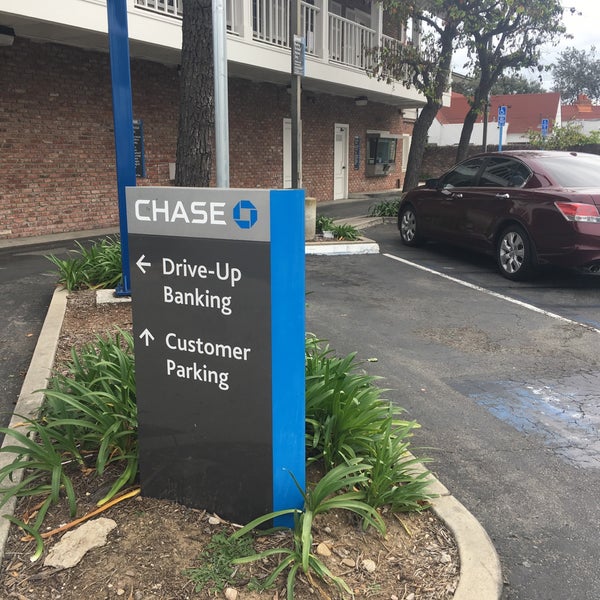 CHASE
← Drive-Up
Banking
↑ Customer
Parking